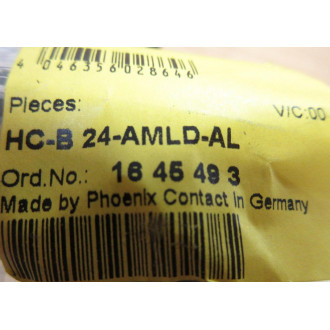 4 046356 028646
Pieces: V/C:00
HC-B 24-AMLD-AL
Ord.No.: 16 45 49 3
Made by Phoenix Contact in Germany